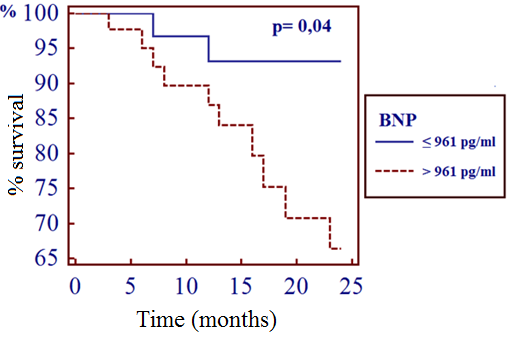 % 100
p= 0,04
95
90
85
80
75
70
65
% survival
0 5 10 15 20 25
Time (months)
BNP
≤ 961 pg/ml
> 961 pg/ml